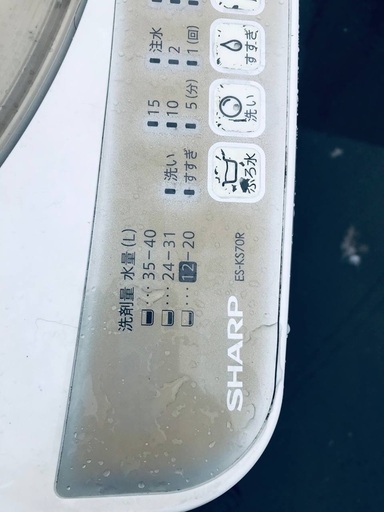 注水
2
1(回)
すすぎ
15
10
5(分)
洗い
洗い
すすぎ
ふろ水
洗剤量 水量(L)
･･･35-40
･･･24-31
･･･12-20
ES-KS70R
SHARP